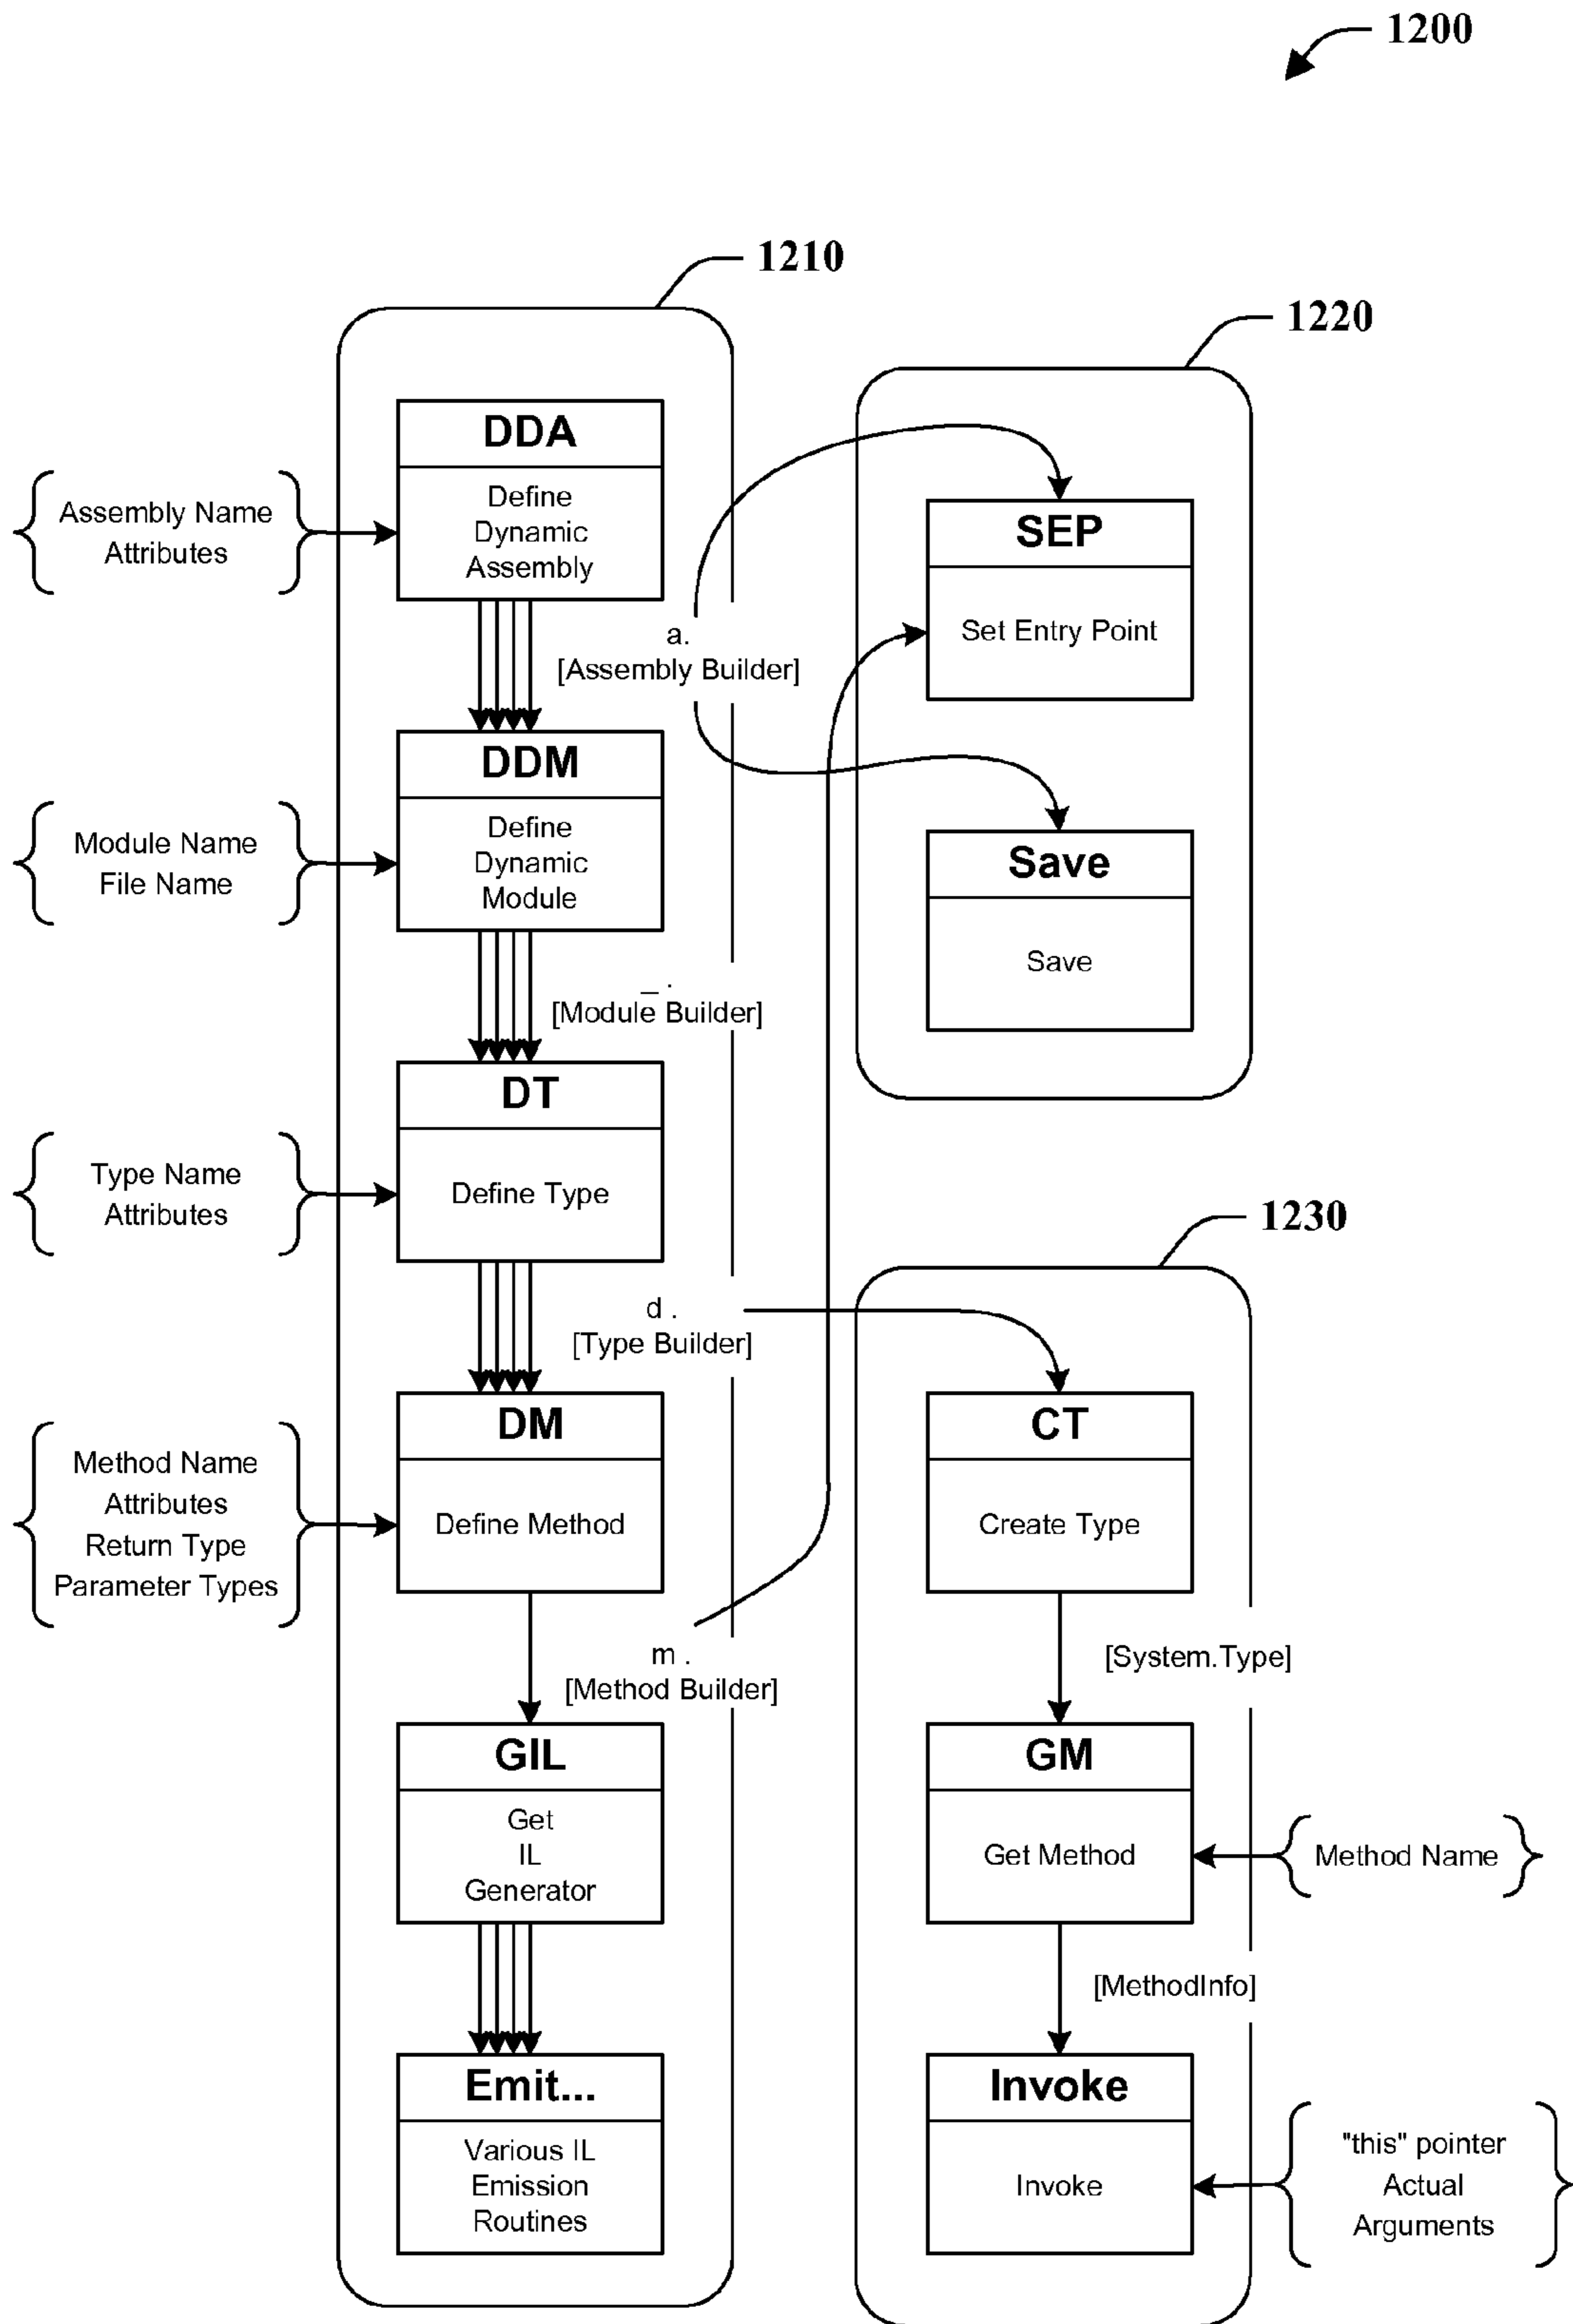 1200
1210
1220
DDA
Define
Dynamic
Assembly
Assembly Name
Attributes
SEP
Set Entry Point
a.
[Assembly Builder]
DDM
Define
Dynamic
Module
Module Name
File Name
Save
Save
_ .
[Module Builder]
DT
Define Type
Type Name
Attributes
1230
d .
[Type Builder]
DM
Define Method
Method Name
Attributes
Return Type
Parameter Types
CT
Create Type
m .
[Method Builder]
[System.Type]
GIL
Get
IL
Generator
GM
Get Method
Method Name
[MethodInfo]
Emit...
Various IL
Emission
Routines
Invoke
Invoke
"this" pointer
Actual
Arguments